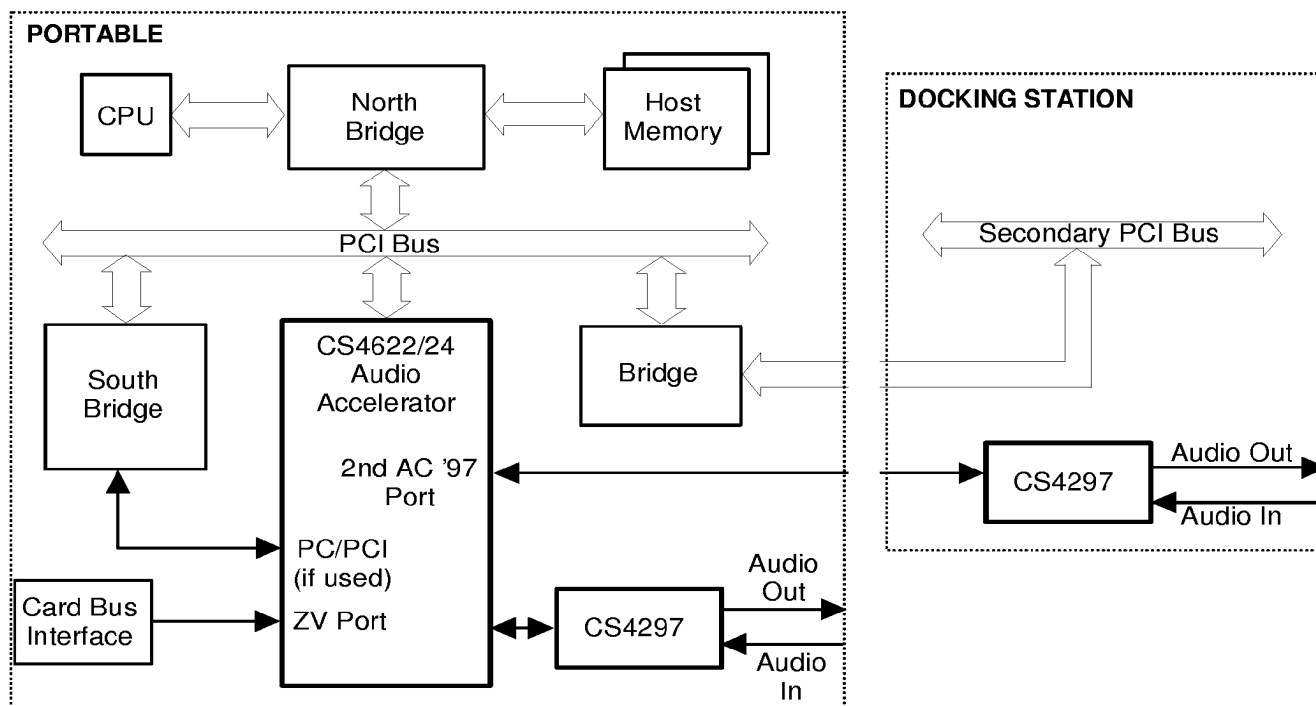 PORTABLE
CPU
North
Bridge
Host
Memory
DOCKING STATION
PCI Bus
Secondary PCI Bus
South
Bridge
CS4622/24
Audio
Accelerator
Bridge
2nd AC '97
Port
CS4297
Audio Out
Audio In
PC/PCI
(if used)
ZV Port
Card Bus
Interface
CS4297
Audio
Out
Audio
In